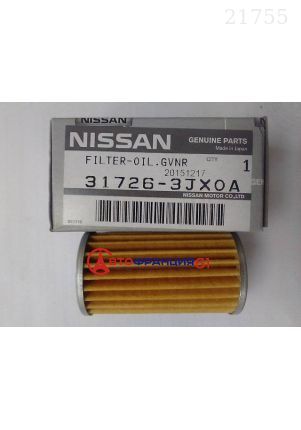 21755
NISSAN
GENUINE PARTS
Made in Japan
FILTER-OIL.GVNR
QTY
1
20151217
31726-3JX0A
NISSAN MOTOR CO.,LTD
АВТОФРАНЦИЯ61